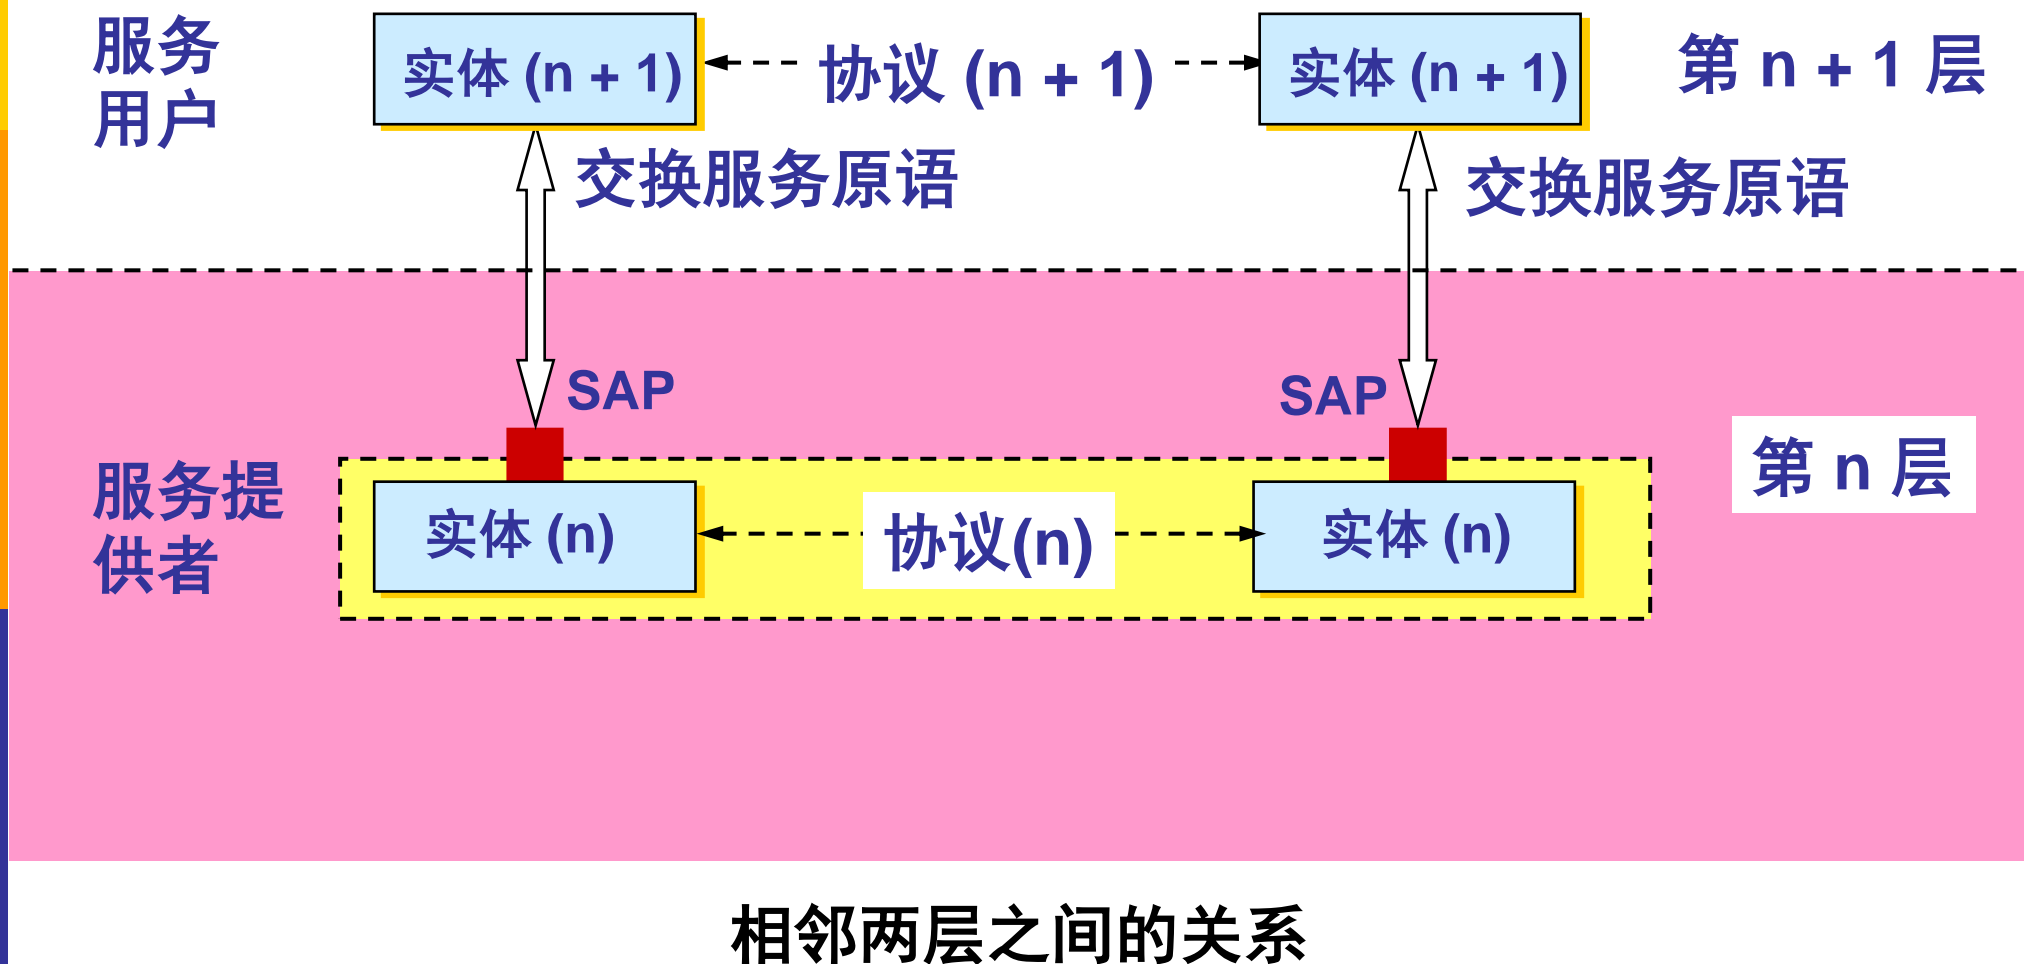 服务
用户
实体 (n + 1)
协议 (n + 1)
实体 (n + 1)
第 n + 1 层
交换服务原语
交换服务原语
SAP
SAP
服务提
供者
实体 (n)
协议(n)
实体 (n)
第 n 层
相邻两层之间的关系